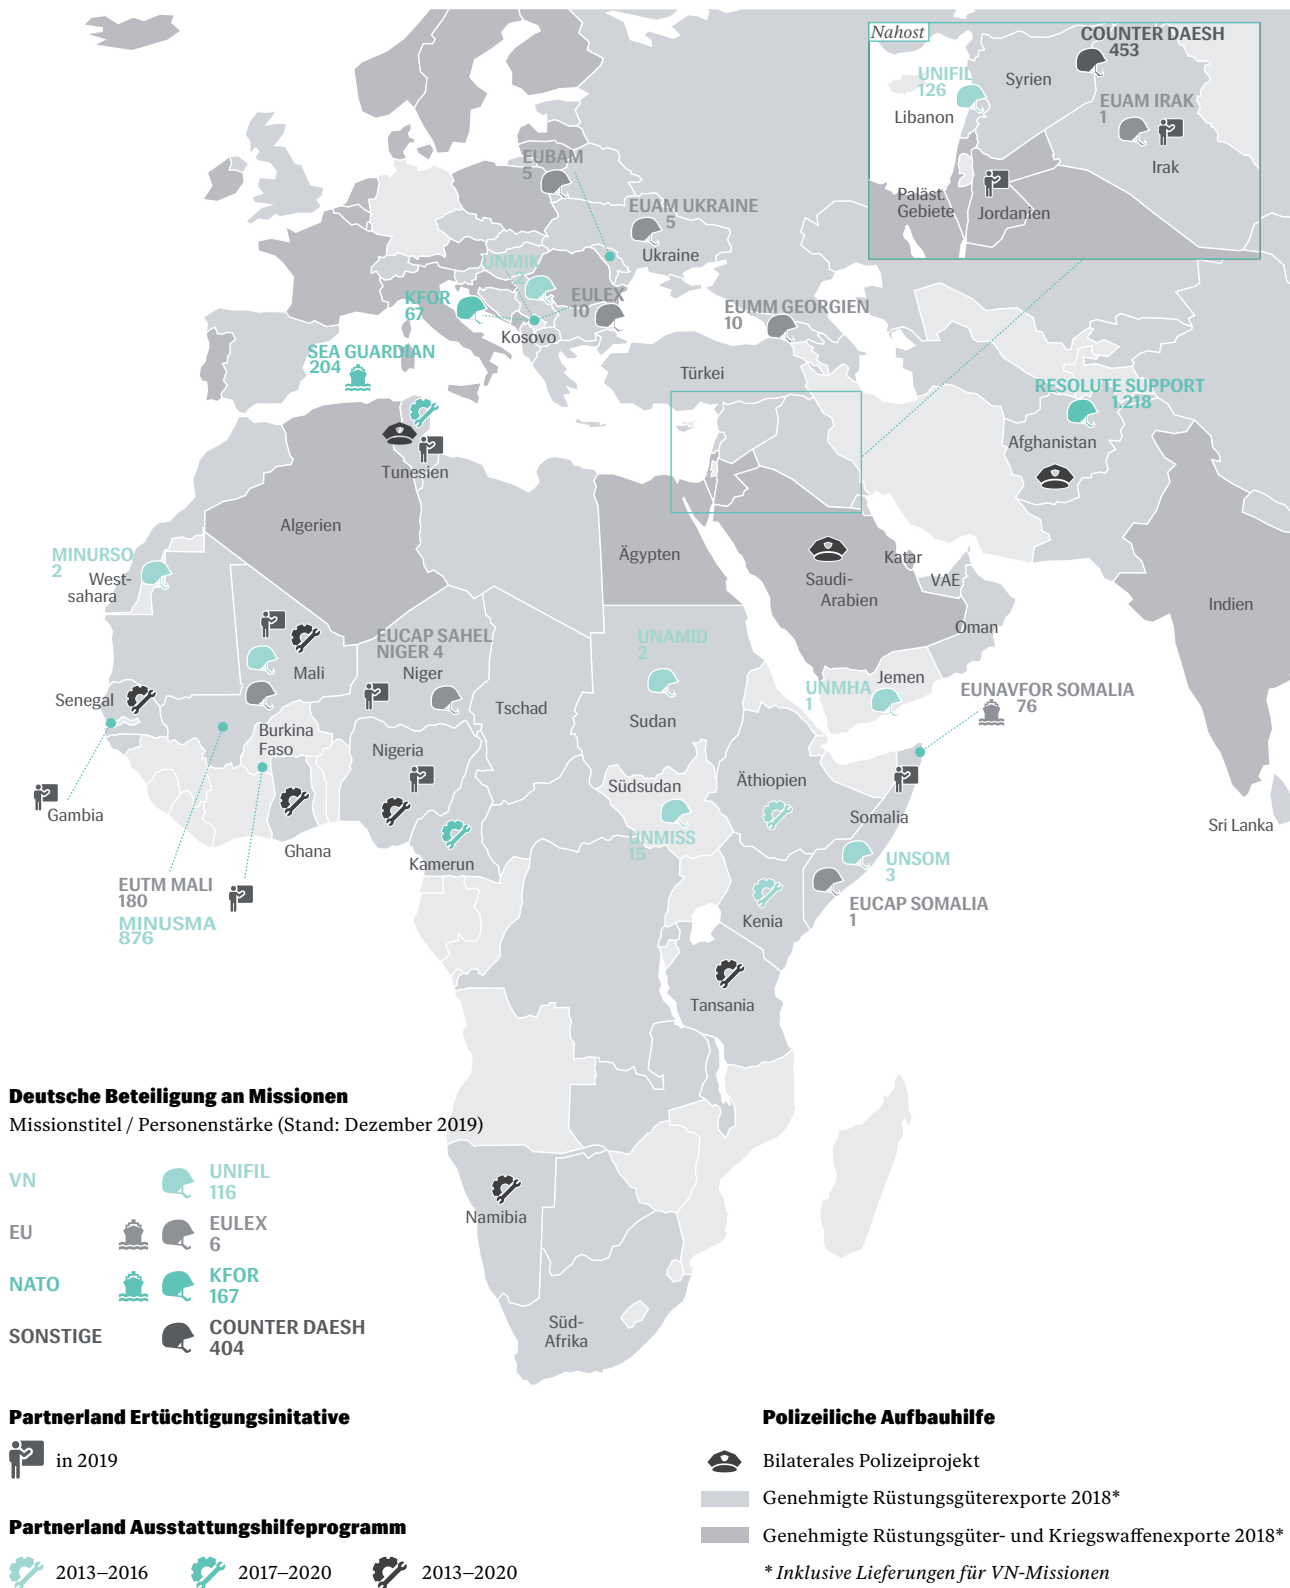 Nahost
COUNTER DAESH
453
UNIFIL
126
Syrien
Libanon
EUAM IRAK
1
Irak
Paläst.
Gebiete
Jordanien
EUBAM
5
EUAM UKRAINE
5
Ukraine
UNMIK
2
KFOR
67
EULEX
10
Kosovo
EUMM GEORGIEN
10
SEA GUARDIAN
204
Türkei
RESOLUTE SUPPORT
1.218
Afghanistan
Tunesien
Algerien
Ägypten
Saudi-
Arabien
Katar
VAE
Oman
Indien
MINURSO
2
West-
sahara
Mali
EUCAP SAHEL
NIGER 4
Niger
Tschad
UNAMID
2
Sudan
UNMHA
1
Jemen
EUNAVFOR SOMALIA
76
Senegal
Burkina
Faso
Nigeria
Südsudan
UNMISS
15
Äthiopien
Somalia
Sri Lanka
Gambia
Ghana
Kamerun
UNSOM
3
EUTM MALI
180
MINUSMA
876
EUCAP SOMALIA
1
Kenia
Tansania
Namibia
Süd-
Afrika
Deutsche Beteiligung an Missionen
Missionstitel / Personenstärke (Stand: Dezember 2019)
VN
UNIFIL
116
EU
EULEX
6
NATO
KFOR
167
SONSTIGE
COUNTER DAESH
404
Partnerland Ertüchtigungsinitative
in 2019
Partnerland Ausstattungshilfeprogramm
2013–2016
2017–2020
2013–2020
Polizeiliche Aufbauhilfe
Bilaterales Polizeiprojekt
Genehmigte Rüstungsgüterexporte 2018*
Genehmigte Rüstungsgüter- und Kriegswaffenexporte 2018*
* Inklusive Lieferungen für VN-Missionen